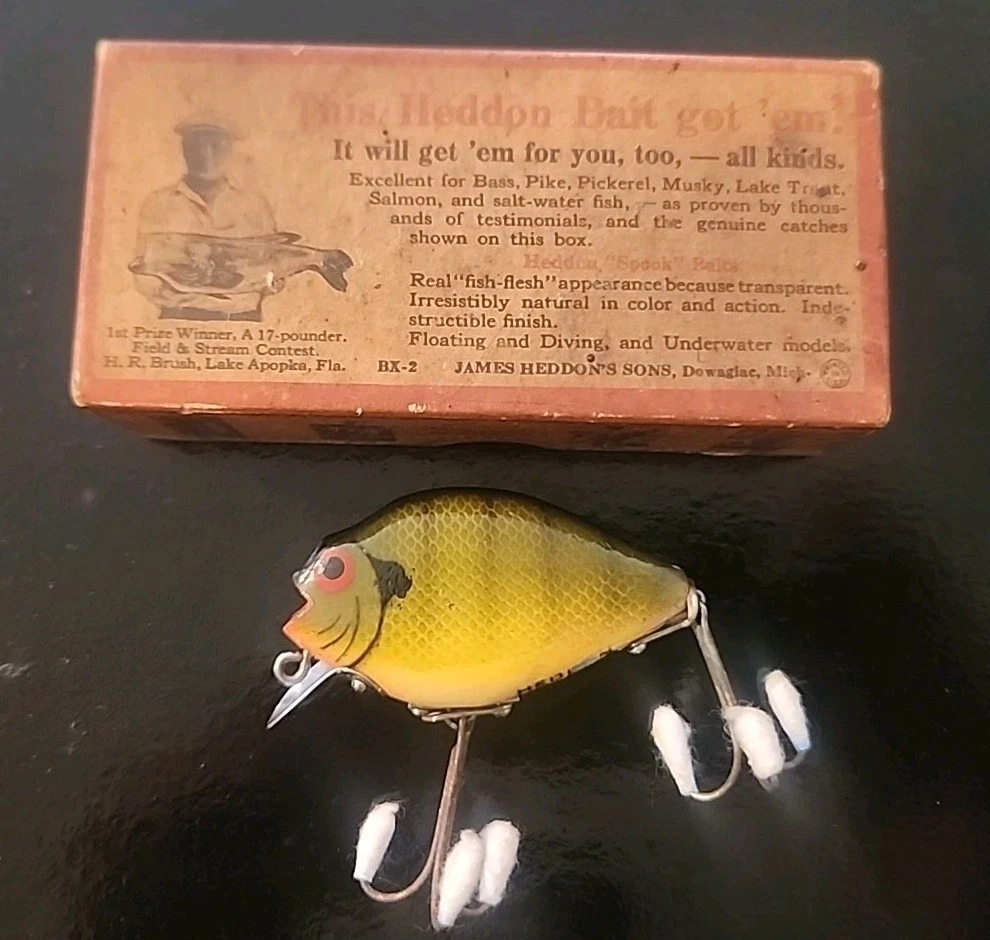 This Heddon Bait got 'em!
It will get 'em for you, too, — all kinds.
Excellent for Bass, Pike, Pickerel, Musky, Lake Trout,
Salmon, and salt-water fish, — as proven by thous-
ands of testimonials, and the genuine catches
shown on this box.
Heddon "Spook" Baits
Real "fish-flesh" appearance because transparent.
Irresistibly natural in color and action. Inde-
structible finish.
Floating and Diving, and Underwater models.
1st Prize Winner, A 17-pounder.
Field & Stream Contest.
H. R. Brush, Lake Apopka, Fla.
BX-2 JAMES HEDDON'S SONS, Dowagiac, Mich.